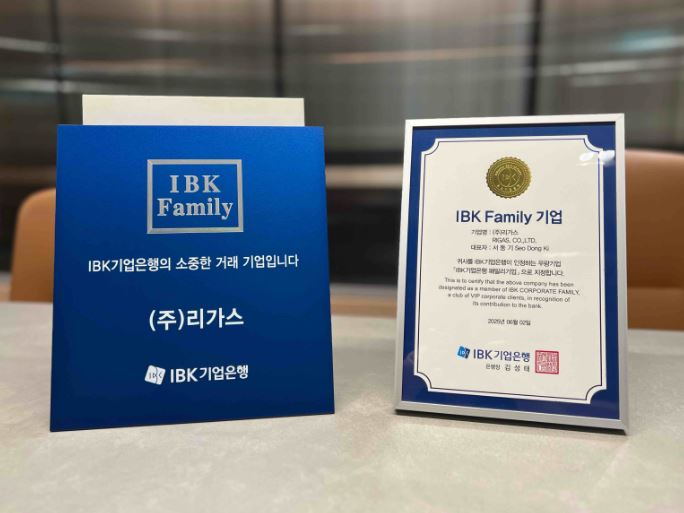 IBK
Family
IBK기업은행의 소중한 거래 기업입니다
(주)리가스
IBK기업은행
IBK Family 기업
기업명 : (주)리가스
RIGAS, CO.,LTD.
대표자 : 서 동 기 Seo Dong Ki
귀사를 IBK기업은행이 인정하는 우량기업
「IBK기업은행 패밀리기업」으로 지정합니다.
This is to certify that the above company has been
designated as a member of IBK CORPORATE FAMILY,
a club of VIP corporate clients, in recognition of
its contribution to the bank.
2025년 06월 02일
IBK기업은행
은행장 김 성 태